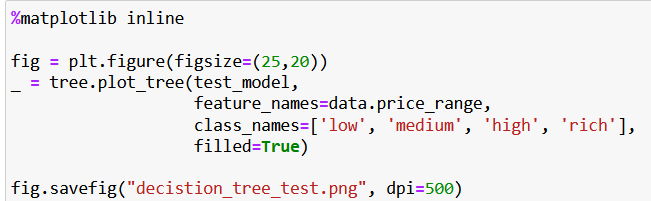 %matplotlib inline
fig = plt.figure(figsize=(25,20))
_ = tree.plot_tree(test_model,
feature_names=data.price_range,
class_names=['low', 'medium', 'high', 'rich'],
filled=True)
fig.savefig("decistion_tree_test.png", dpi=500)